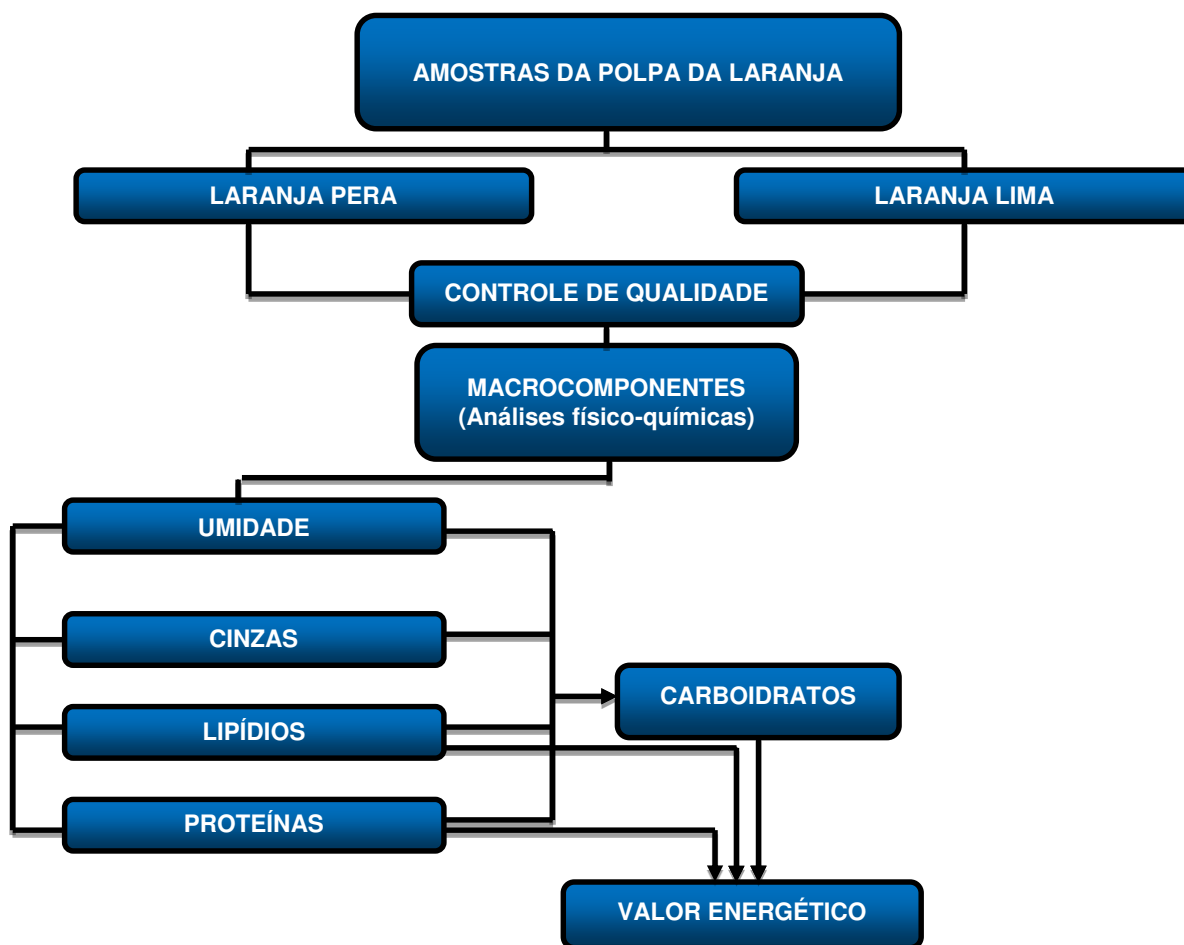 AMOSTRAS DA POLPA DA LARANJA
LARANJA PERA
LARANJA LIMA
CONTROLE DE QUALIDADE
MACROCOMPONENTES
(Análises físico-químicas)
UMIDADE
CINZAS
CARBOIDRATOS
LIPÍDIOS
PROTEÍNAS
VALOR ENERGÉTICO